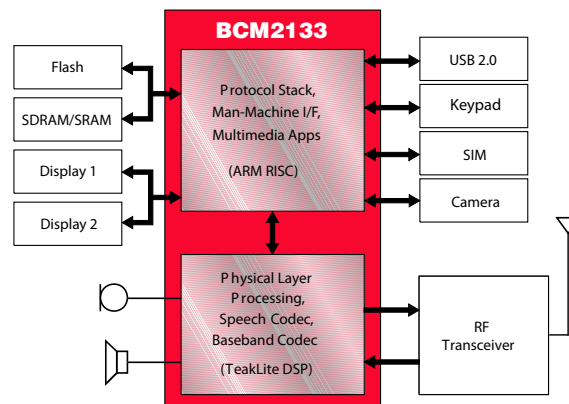 BCM2133
Flash
SDRAM/SRAM
Display 1
Display 2
Protocol Stack,
Man-Machine I/F,
Multimedia Apps
(ARM RISC)
USB 2.0
Keypad
SIM
Camera
Physical Layer
Processing,
Speech Codec,
Baseband Codec
(TeakLite DSP)
RF
Transceiver